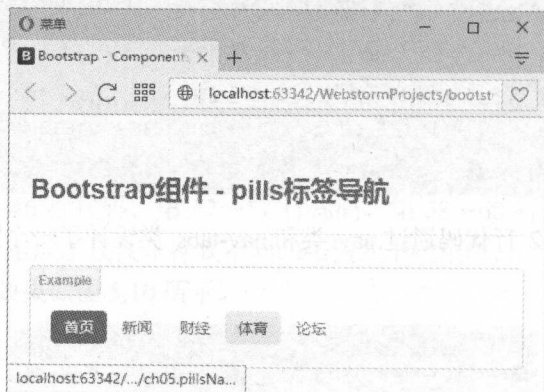 菜单
Bootstrap - Component
localhost:63342/WebstormProjects/bootst
Bootstrap组件 - pills标签导航
Example
首页 新闻 财经 体育 论坛
localhost:63342/.../ch05.pillsNa...